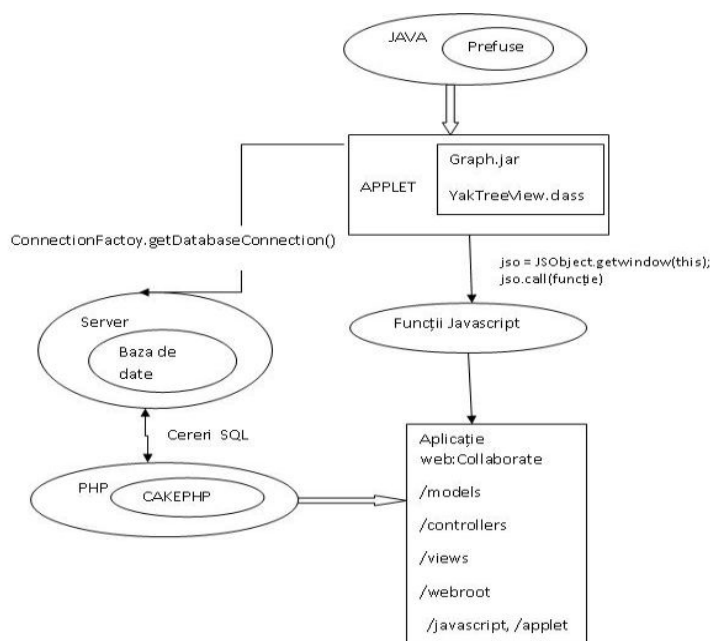 JAVA
Prefuse
APPLET
Graph.jar
YakTreeView.class
ConnectionFactoy.getDatabaseConnection()
jso = JSObject.getwindow(this);
jso.call(funcție)
Server
Baza de
date
Funcții Javascript
Cereri SQL
PHP
CAKEPHP
Aplicație
web:Collaborate
/models
/controllers
/views
/webroot
/javascript, /applet